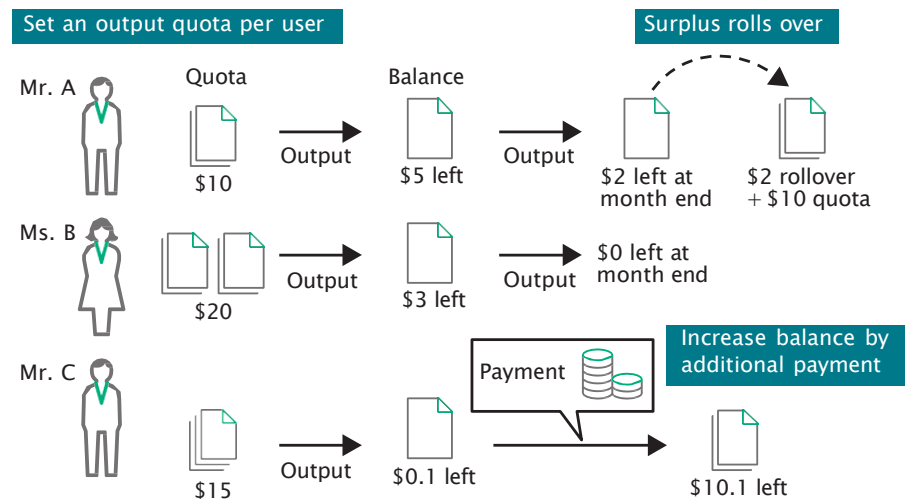 Set an output quota per user
Surplus rolls over
Mr. A
Quota
Balance
Output
Output
$10
$5 left
$2 left at
month end
$2 rollover
+ $10 quota
Ms. B
Output
Output
$20
$3 left
$0 left at
month end
Increase balance by
additional payment
Mr. C
Payment
Output
$15
$0.1 left
$10.1 left